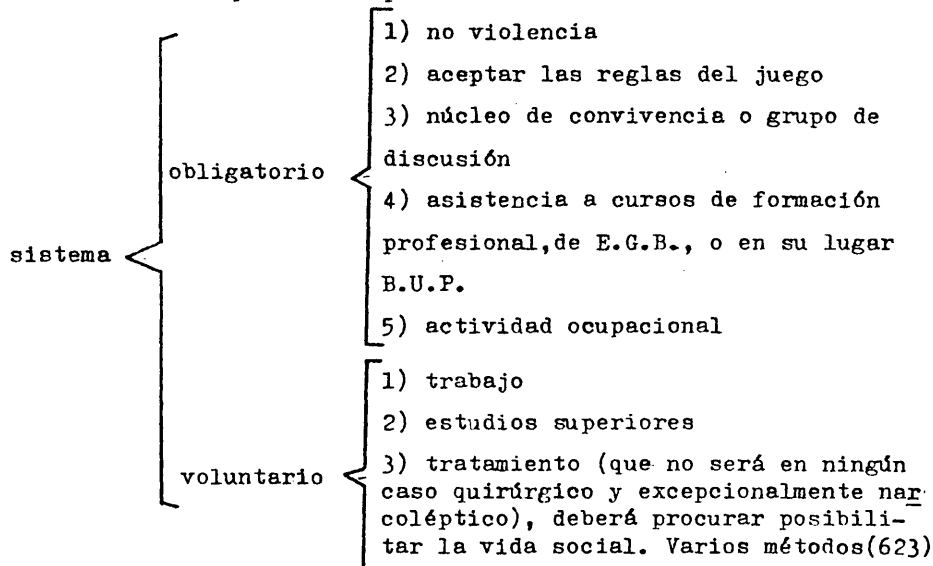 1) no violencia
2) aceptar las reglas del juego
3) núcleo de convivencia o grupo de
discusión
obligatorio
4) asistencia a cursos de formación
profesional,de E.G.B., o en su lugar
B.U.P.
sistema
5) actividad ocupacional
1) trabajo
2) estudios superiores
voluntario
3) tratamiento (que no será en ningún
caso quirúrgico y excepcionalmente nar
coléptico), deberá procurar posibili-
tar la vida social. Varios métodos(623)